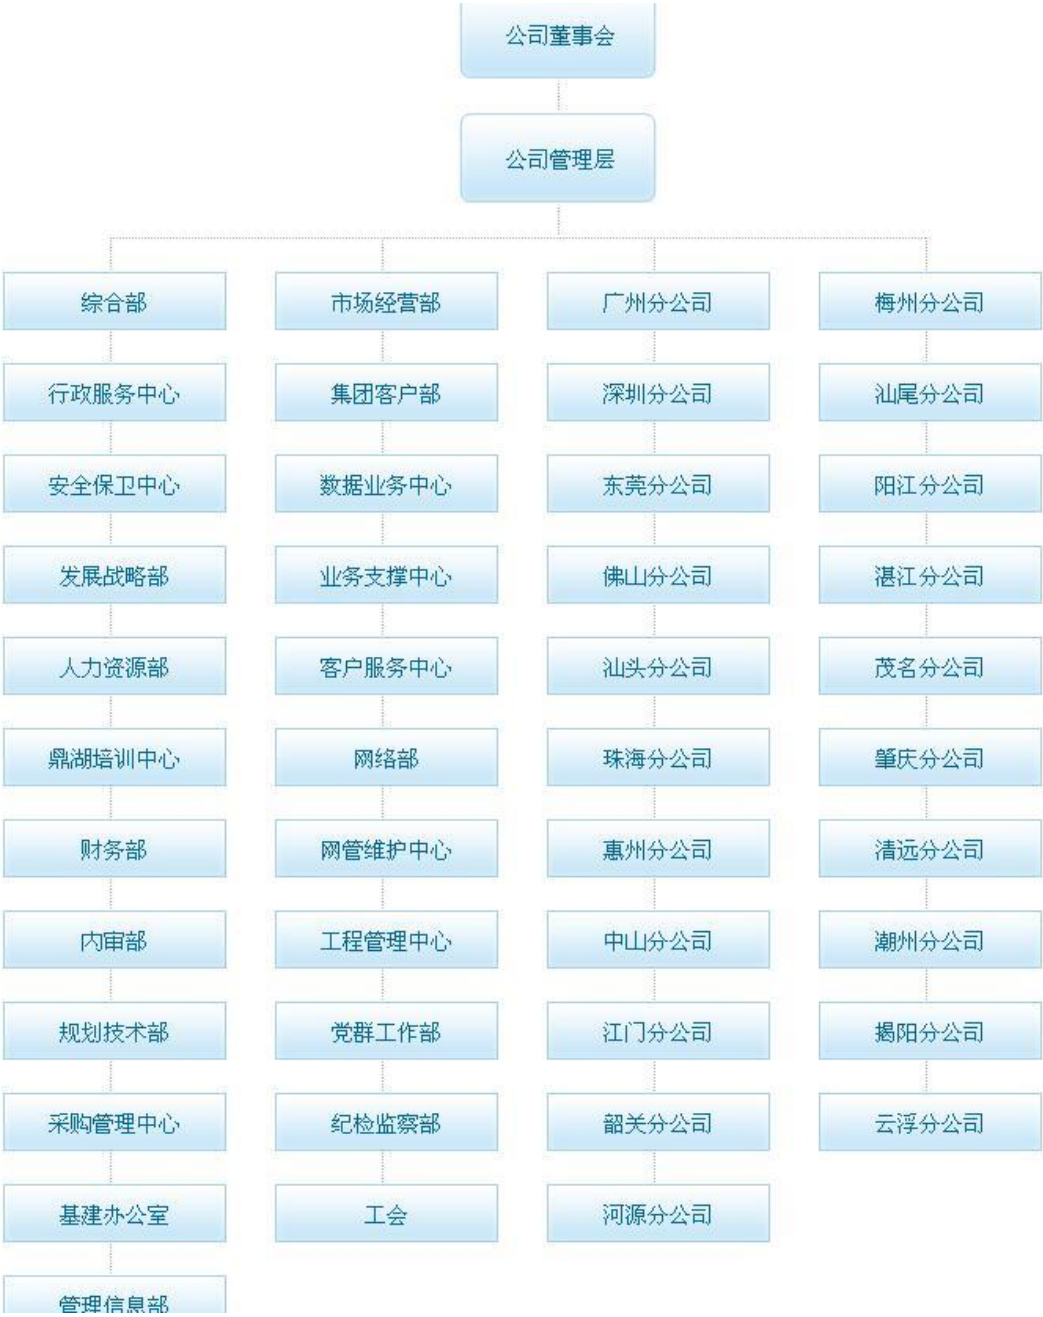 公司董事会
公司管理层
综合部
市场经营部
广州分公司
梅州分公司
行政服务中心
集团客户部
深圳分公司
汕尾分公司
安全保卫中心
数据业务中心
东莞分公司
阳江分公司
发展战略部
业务支撑中心
佛山分公司
湛江分公司
人力资源部
客户服务中心
汕头分公司
茂名分公司
鼎湖培训中心
网络部
珠海分公司
肇庆分公司
财务部
网管维护中心
惠州分公司
清远分公司
内审部
工程管理中心
中山分公司
潮州分公司
规划技术部
党群工作部
江门分公司
揭阳分公司
采购管理中心
纪检监察部
韶关分公司
云浮分公司
基建办公室
工会
河源分公司
管理信息部